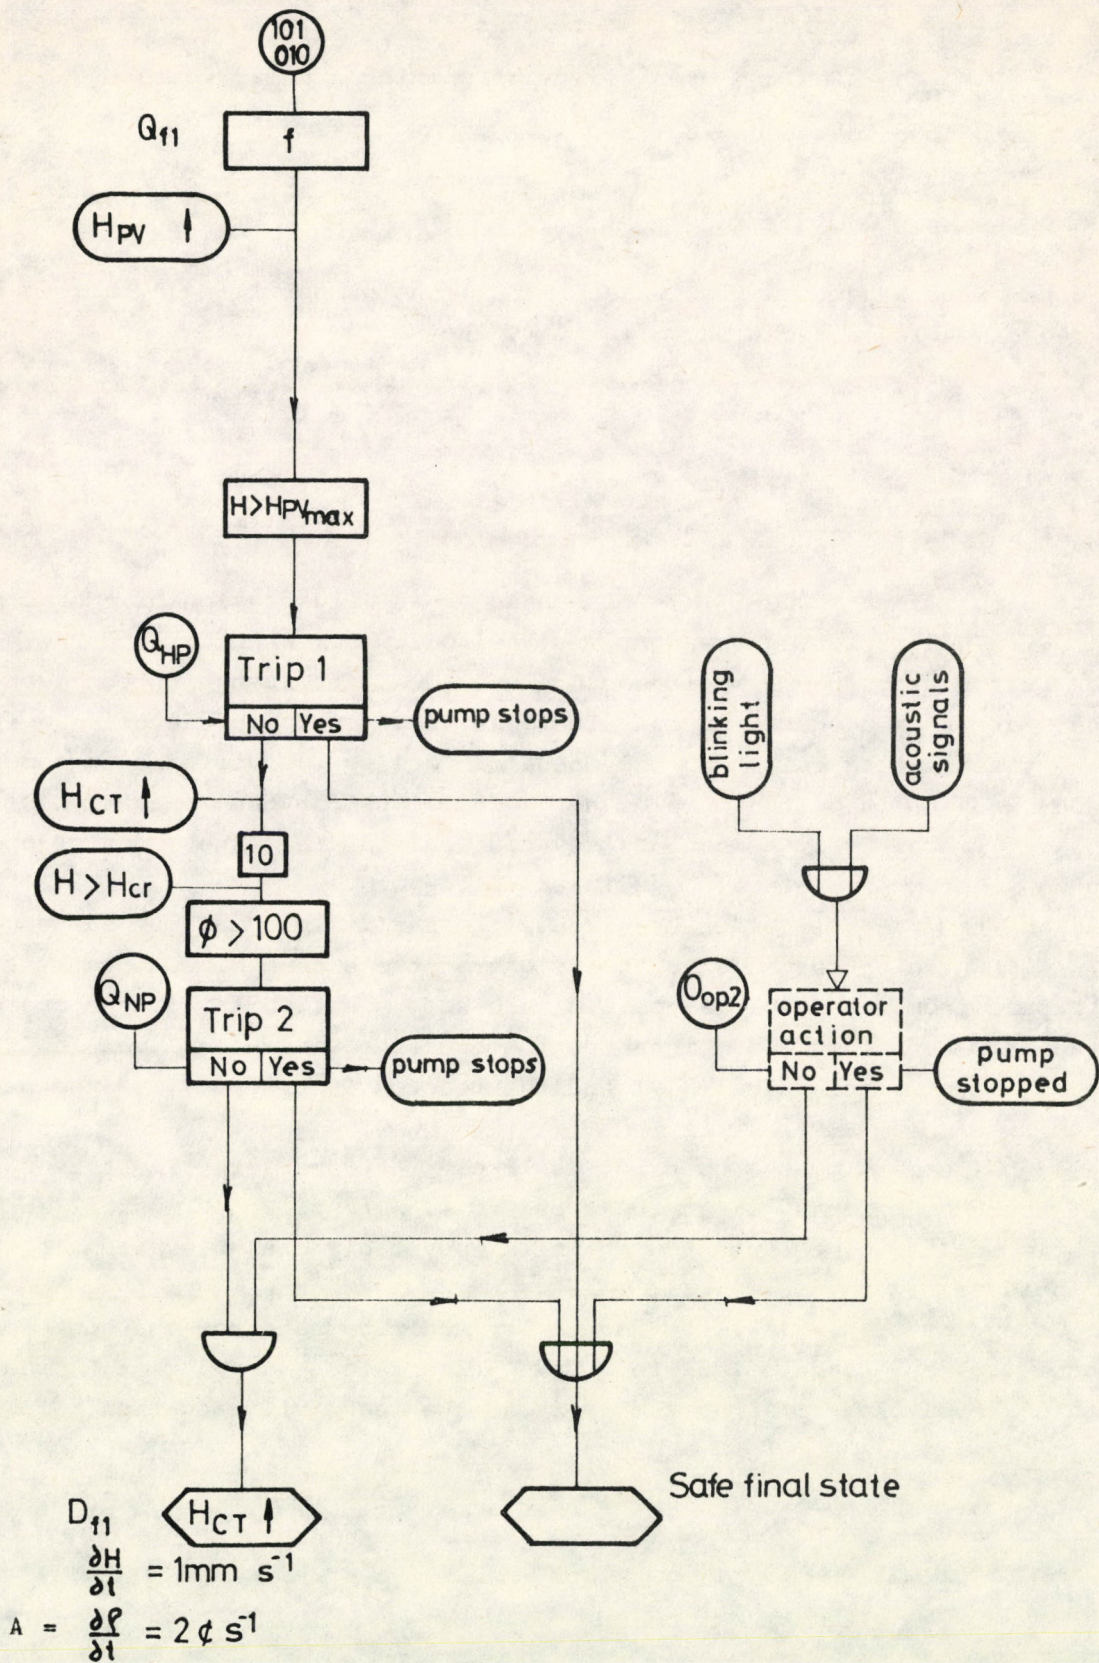 101
010
Q f1
f
H PV ↑
H > H PV max
Q HP
Trip 1
No Yes
pump stops
blinking
light
acoustic
signals
H CT ↑
10
H > Hcr
ϕ > 100
Q NP
Trip 2
No Yes
pump stops
O op2
operator
action
No Yes
pump
stopped
Safe final state
D f1
H CT ↑
∂H/∂t = 1mm s⁻¹
A = ∂ρ/∂t = 2 ¢ s⁻¹